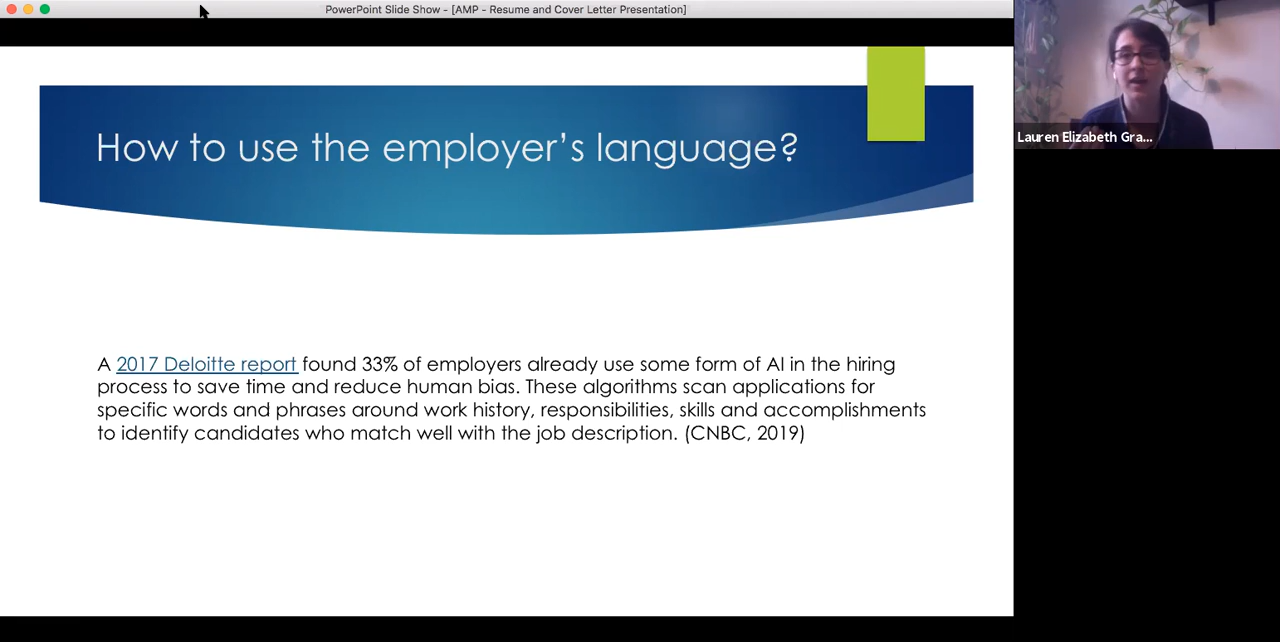 PowerPoint Slide Show - [AMP - Resume and Cover Letter Presentation]
How to use the employer’s language?
Lauren Elizabeth Gra...
A 2017 Deloitte report found 33% of employers already use some form of AI in the hiring
process to save time and reduce human bias. These algorithms scan applications for
specific words and phrases around work history, responsibilities, skills and accomplishments
to identify candidates who match well with the job description. (CNBC, 2019)